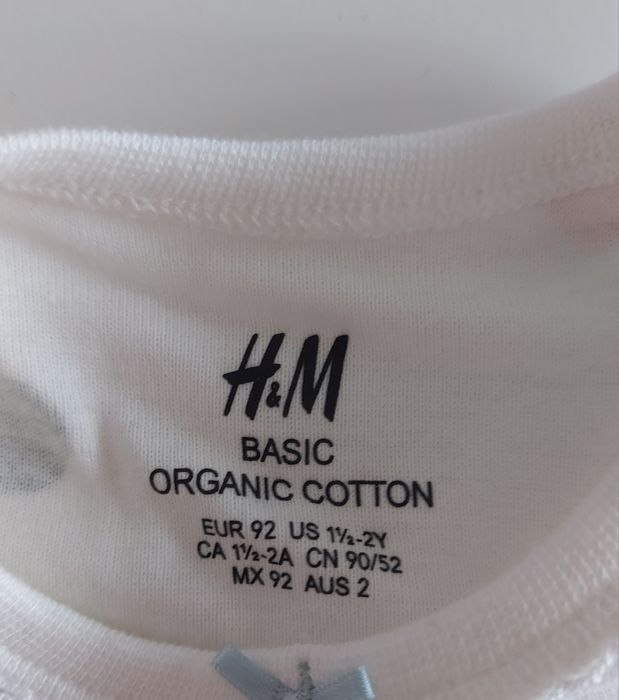 H&M
BASIC
ORGANIC COTTON
EUR 92 US 1½-2Y
CA 1½-2A CN 90/52
MX 92 AUS 2